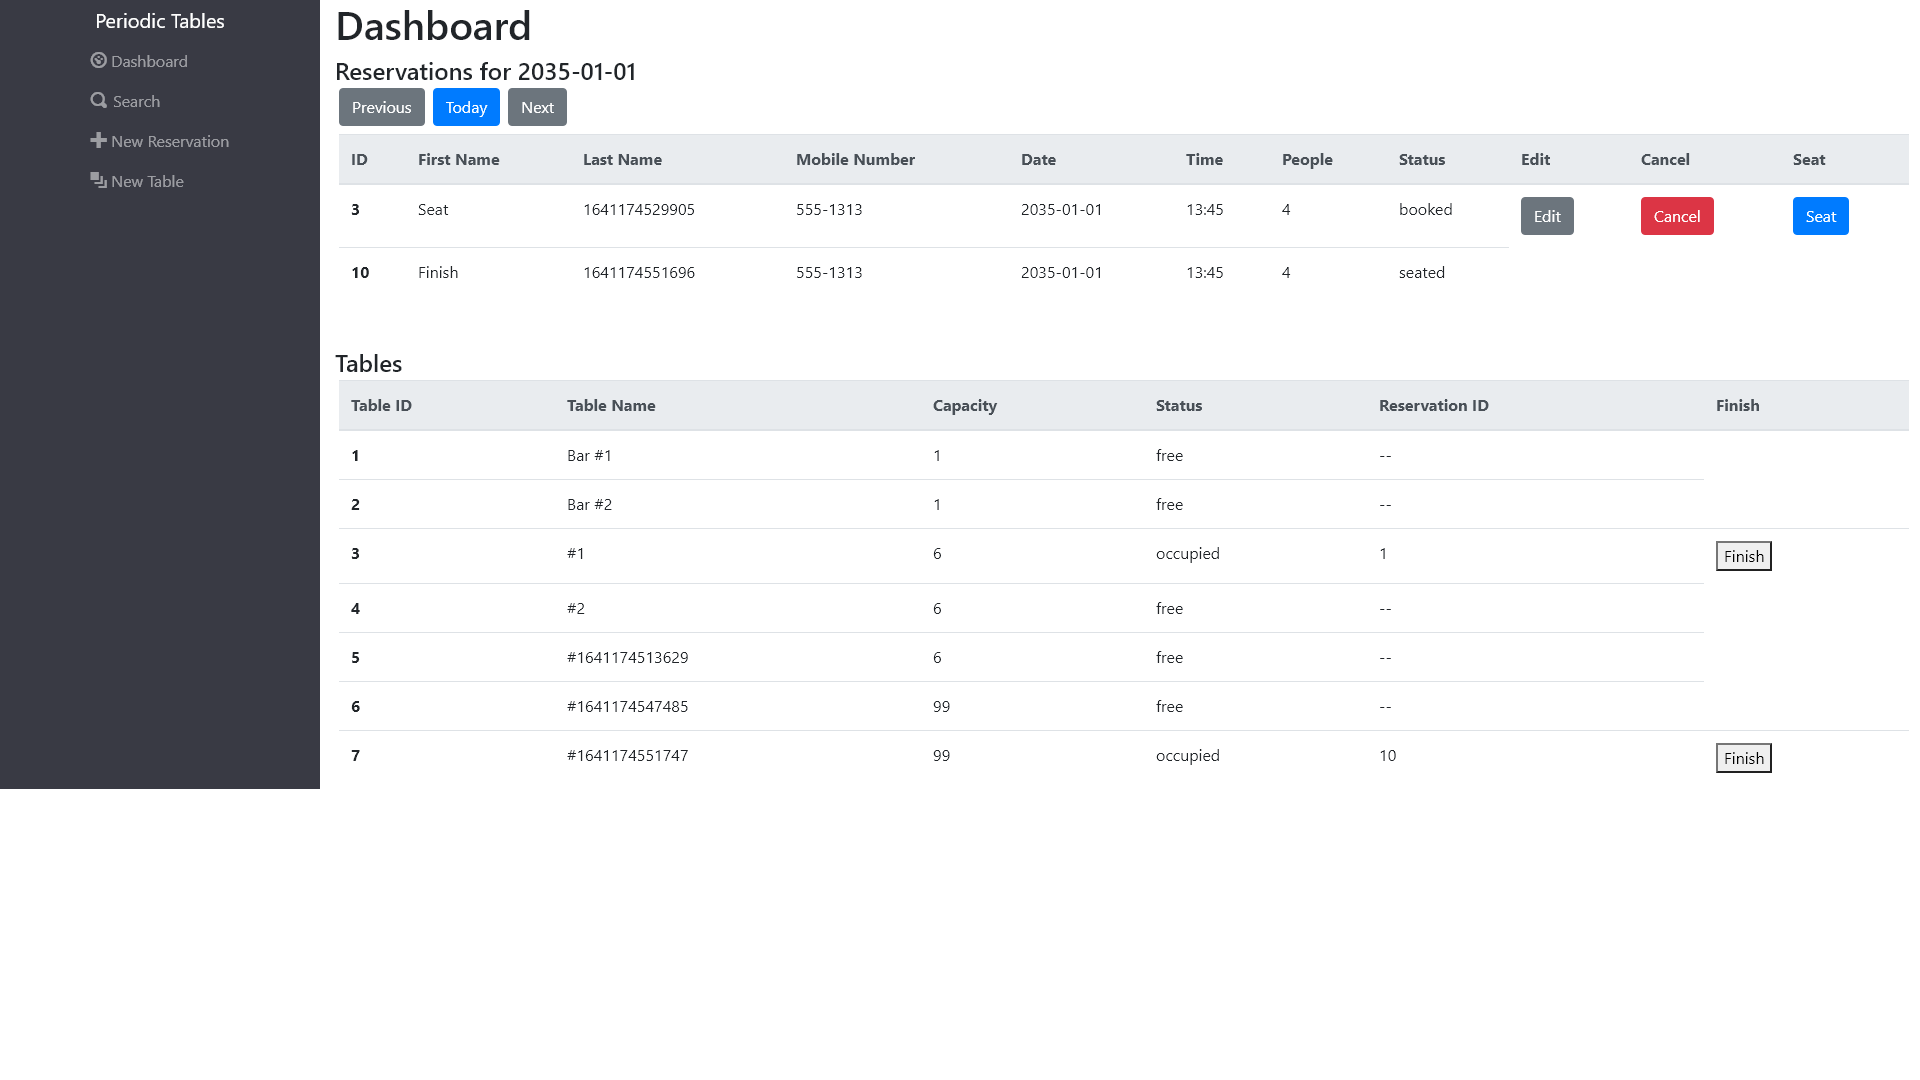 Periodic Tables
Dashboard
Search
New Reservation
New Table
Dashboard
Reservations for 2035-01-01
Previous Today Next
ID First Name Last Name Mobile Number Date Time People Status Edit Cancel Seat
3 Seat 1641174529905 555-1313 2035-01-01 13:45 4 booked Edit Cancel Seat
10 Finish 1641174551696 555-1313 2035-01-01 13:45 4 seated
Tables
Table ID Table Name Capacity Status Reservation ID Finish
1 Bar #1 1 free --
2 Bar #2 1 free --
3 #1 6 occupied 1 Finish
4 #2 6 free --
5 #1641174513629 6 free --
6 #1641174547485 99 free --
7 #1641174551747 99 occupied 10 Finish